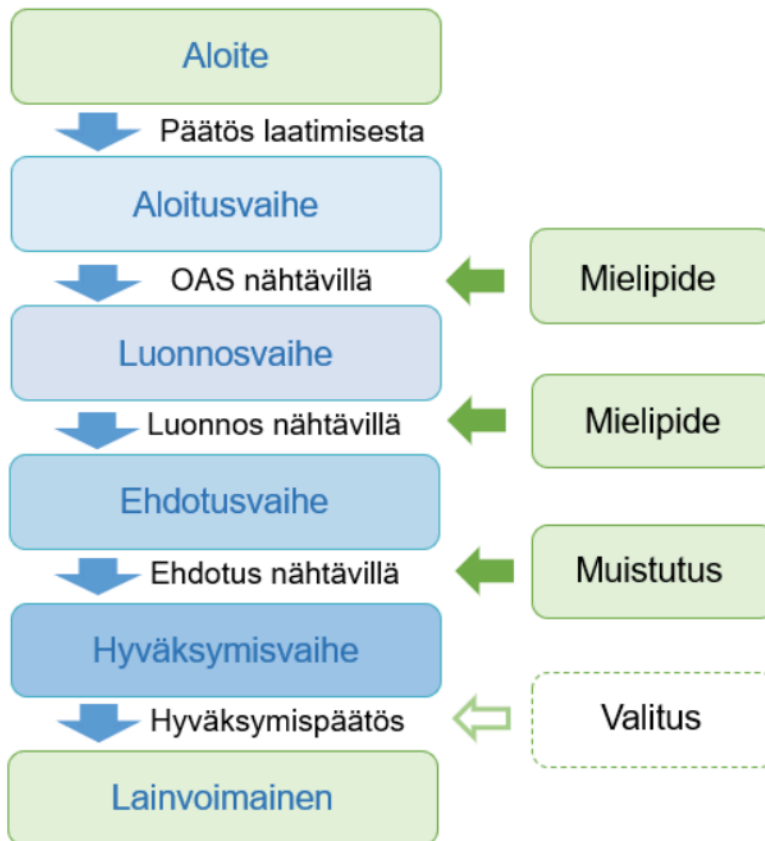 Aloite
Päätös laatimisesta
Aloitusvaihe
OAS nähtävillä
Mielipide
Luonnosvaihe
Luonnos nähtävillä
Mielipide
Ehdotusvaihe
Ehdotus nähtävillä
Muistutus
Hyväksymisvaihe
Hyväksymispäätös
Valitus
Lainvoimainen